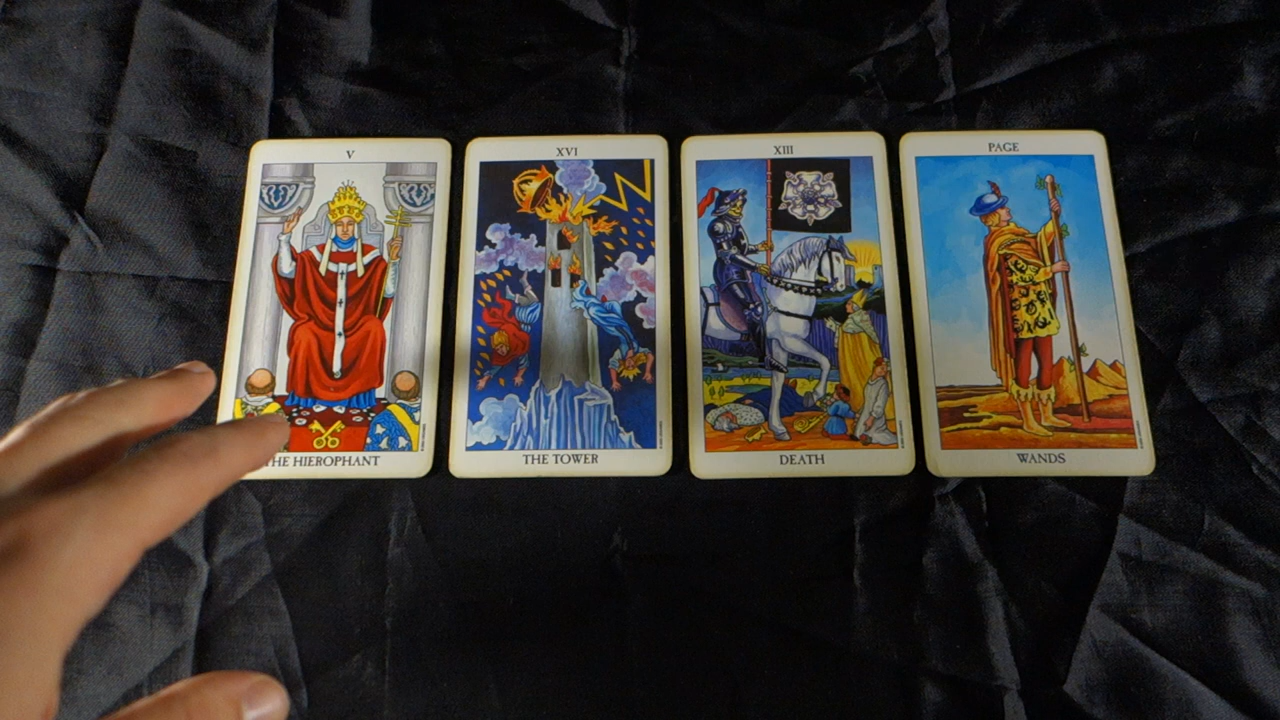 V
THE HIEROPHANT
XVI
THE TOWER
XIII
DEATH
PAGE
WANDS